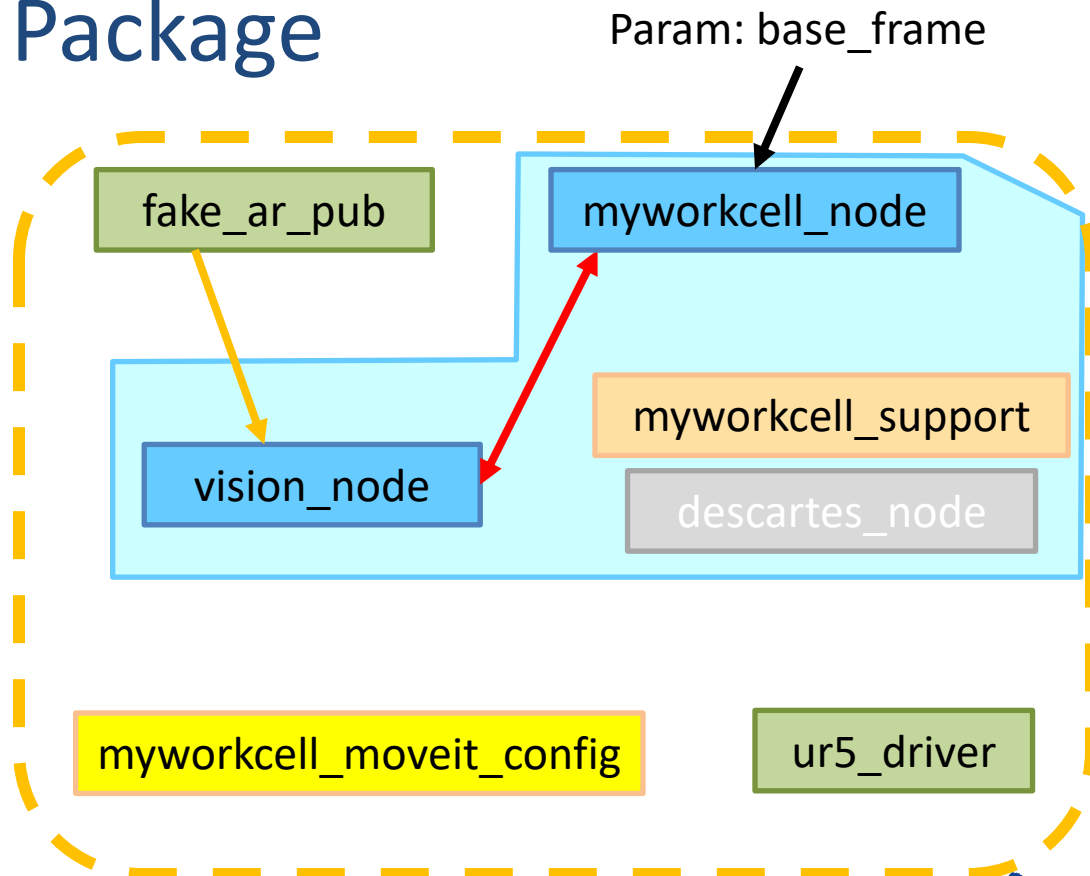 Package
Param: base_frame
fake_ar_pub
myworkcell_node
myworkcell_support
vision_node
descartes_node
myworkcell_moveit_config
ur5_driver